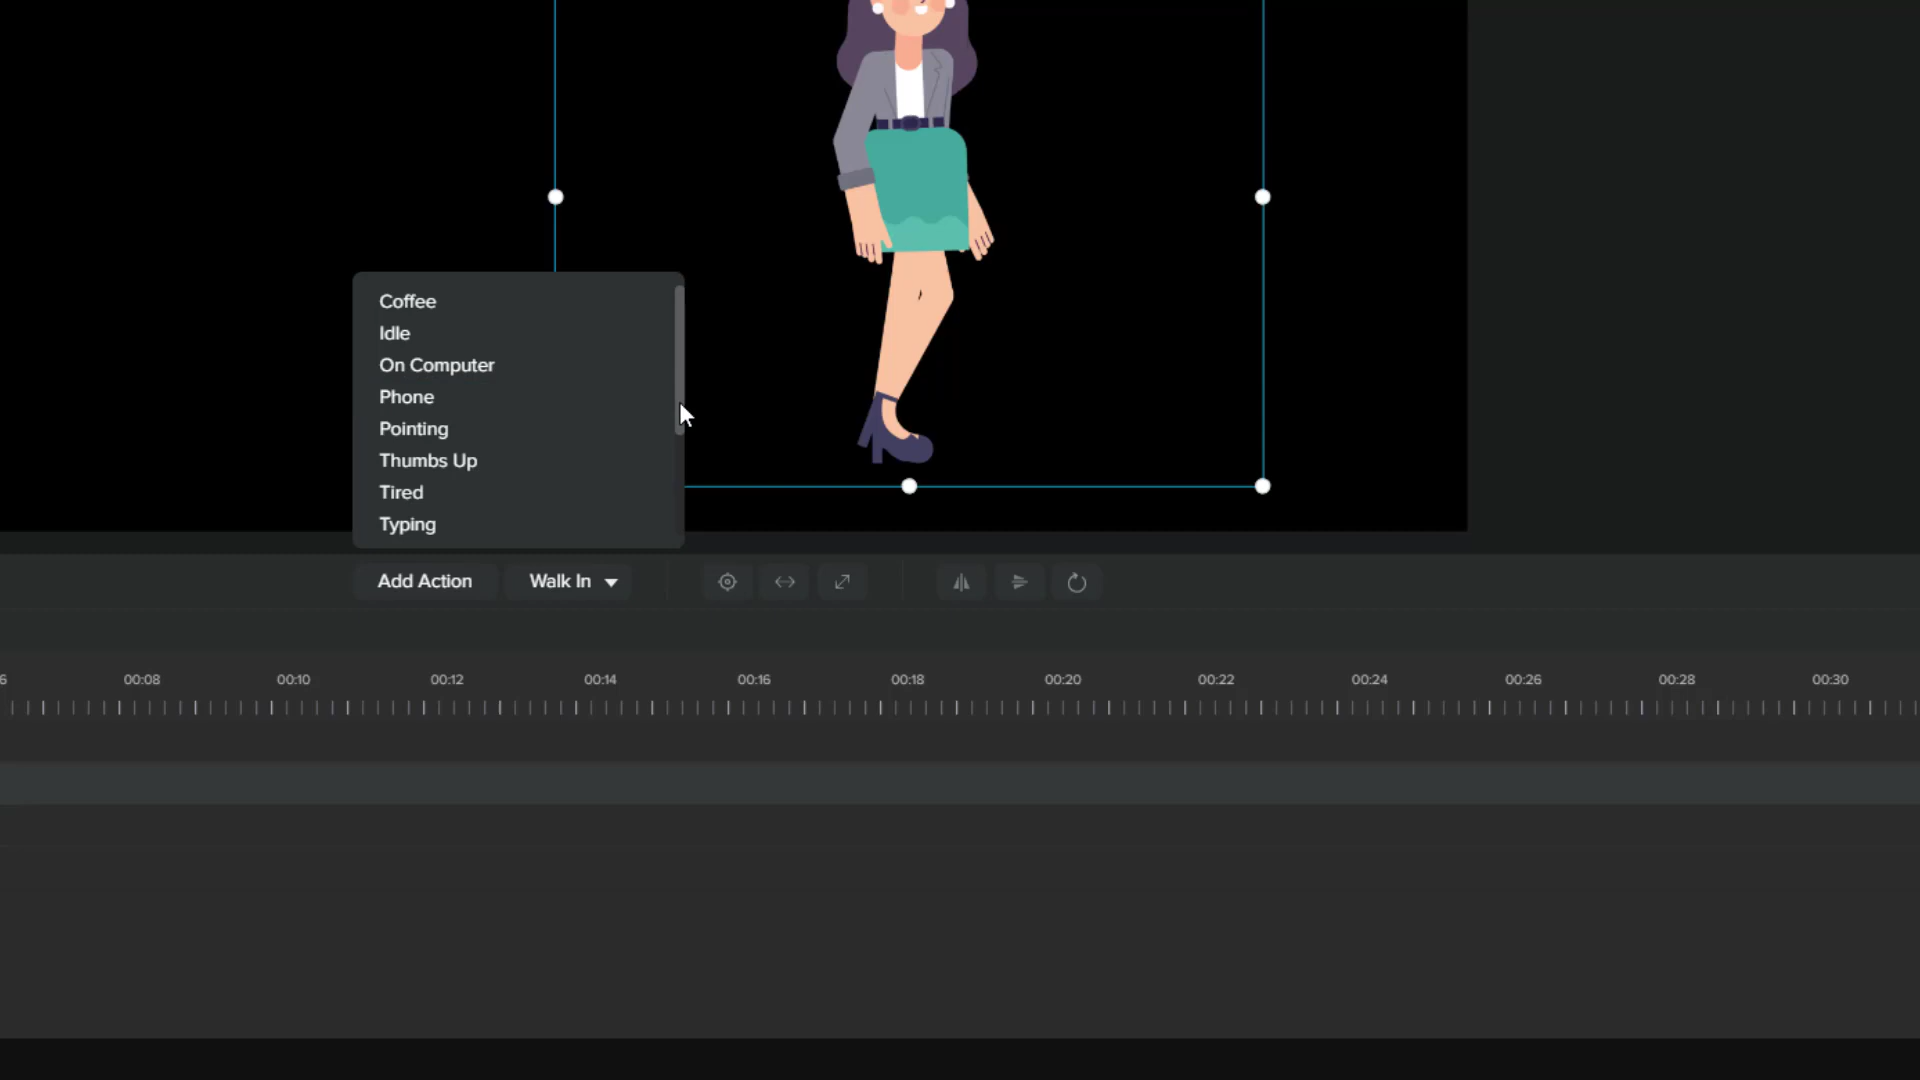 Coffee
Idle
On Computer
Phone
Pointing
Thumbs Up
Tired
Typing
Add Action Walk In
6 00:08 00:10 00:12 00:14 00:16 00:18 00:20 00:22 00:24 00:26 00:28 00:30